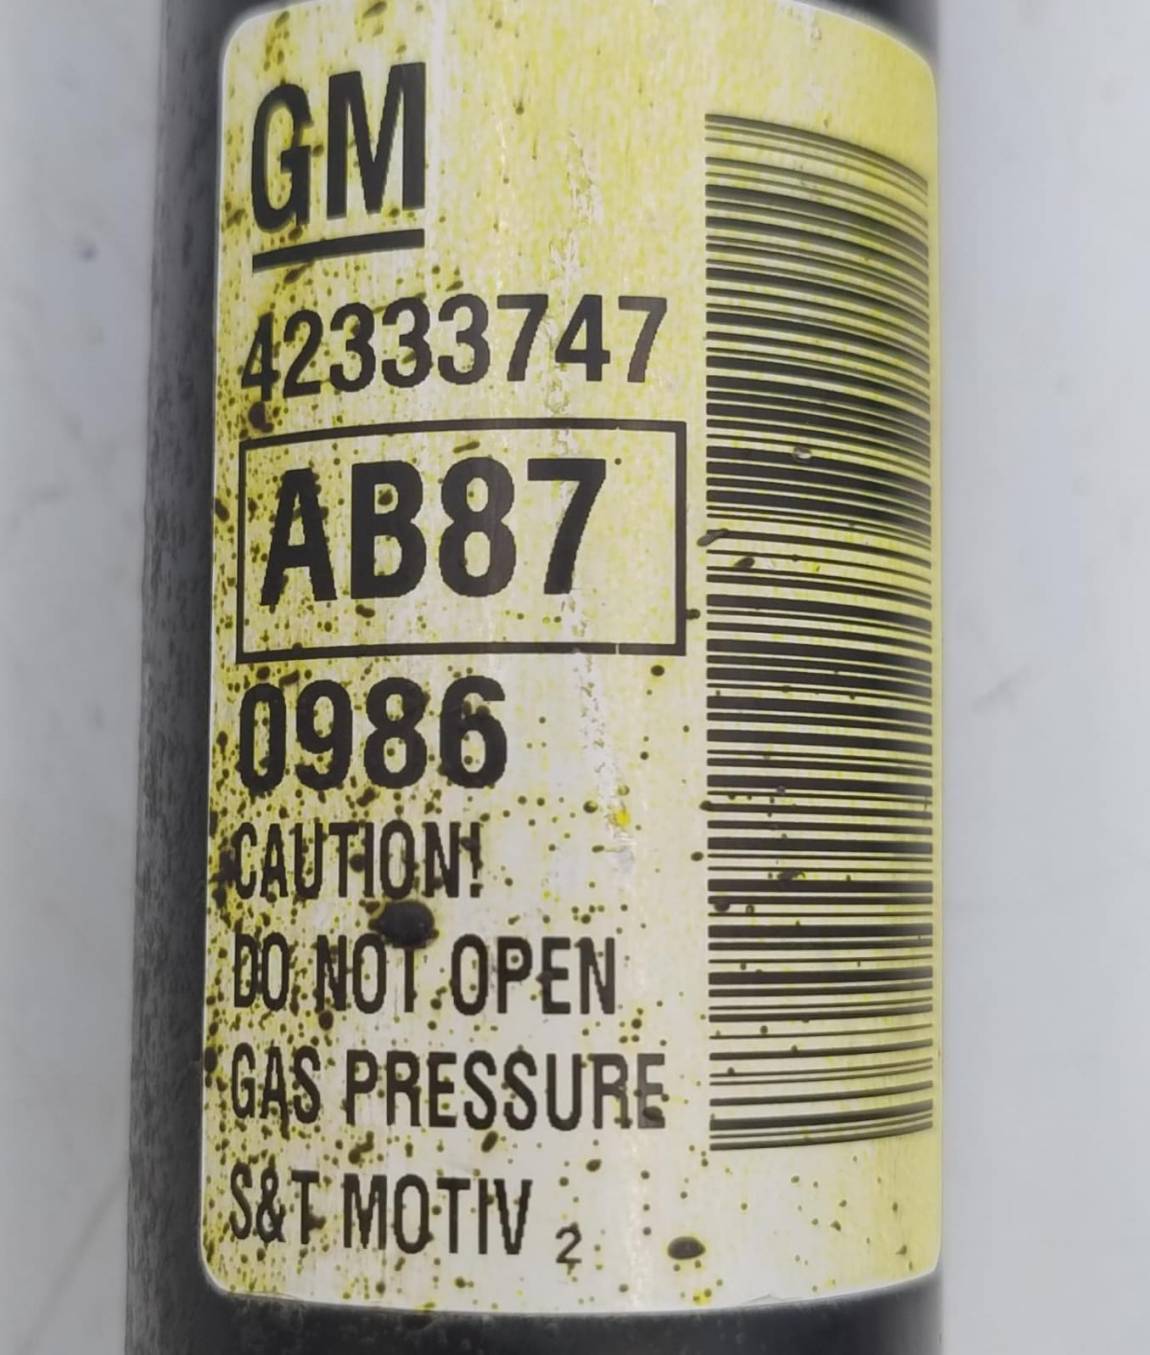 GM
42333747
AB87
0986
CAUTION!
DO NOT OPEN
GAS PRESSURE
S&T MOTIV 2